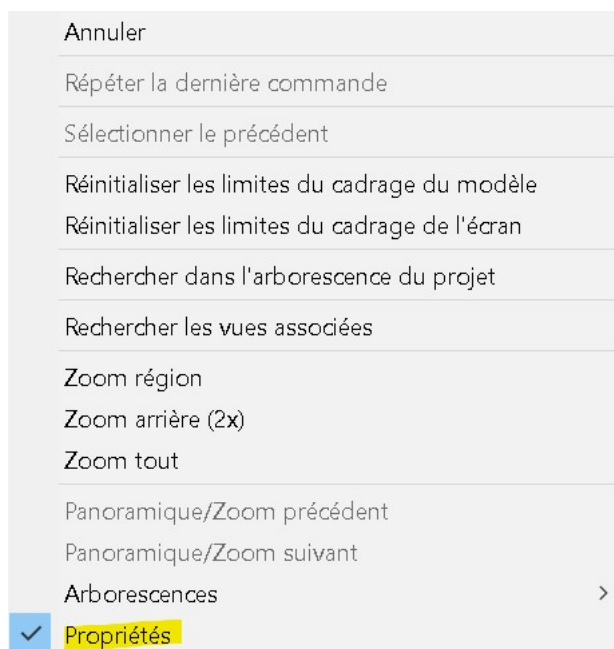 Annuler
Répéter la dernière commande
Sélectionner le précédent
Réinitialiser les limites du cadrage du modèle
Réinitialiser les limites du cadrage de l'écran
Rechercher dans l'arborescence du projet
Rechercher les vues associées
Zoom région
Zoom arrière (2x)
Zoom tout
Panoramique/Zoom précédent
Panoramique/Zoom suivant
Arborescences
Propriétés